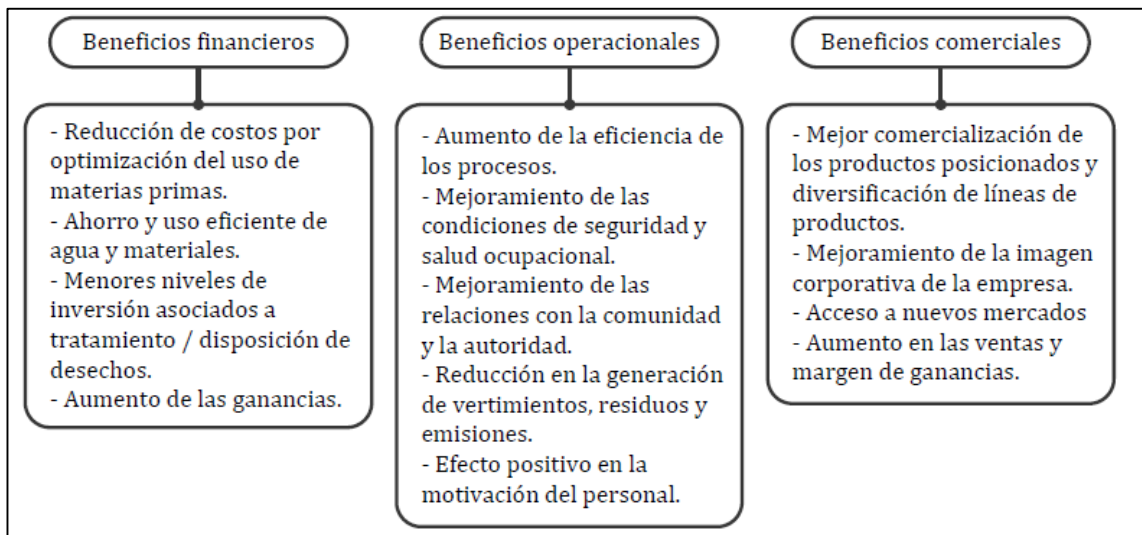 Beneficios financieros
- Reducción de costos por
optimización del uso de
materias primas.
- Ahorro y uso eficiente de
agua y materiales.
- Menores niveles de
inversión asociados a
tratamiento / disposición de
desechos.
- Aumento de las ganancias.
Beneficios operacionales
- Aumento de la eficiencia de
los procesos.
- Mejoramiento de las
condiciones de seguridad y
salud ocupacional.
- Mejoramiento de las
relaciones con la comunidad
y la autoridad.
- Reducción en la generación
de vertimientos, residuos y
emisiones.
- Efecto positivo en la
motivación del personal.
Beneficios comerciales
- Mejor comercialización de
los productos posicionados y
diversificación de líneas de
productos.
- Mejoramiento de la imagen
corporativa de la empresa.
- Acceso a nuevos mercados
- Aumento en las ventas y
margen de ganancias.